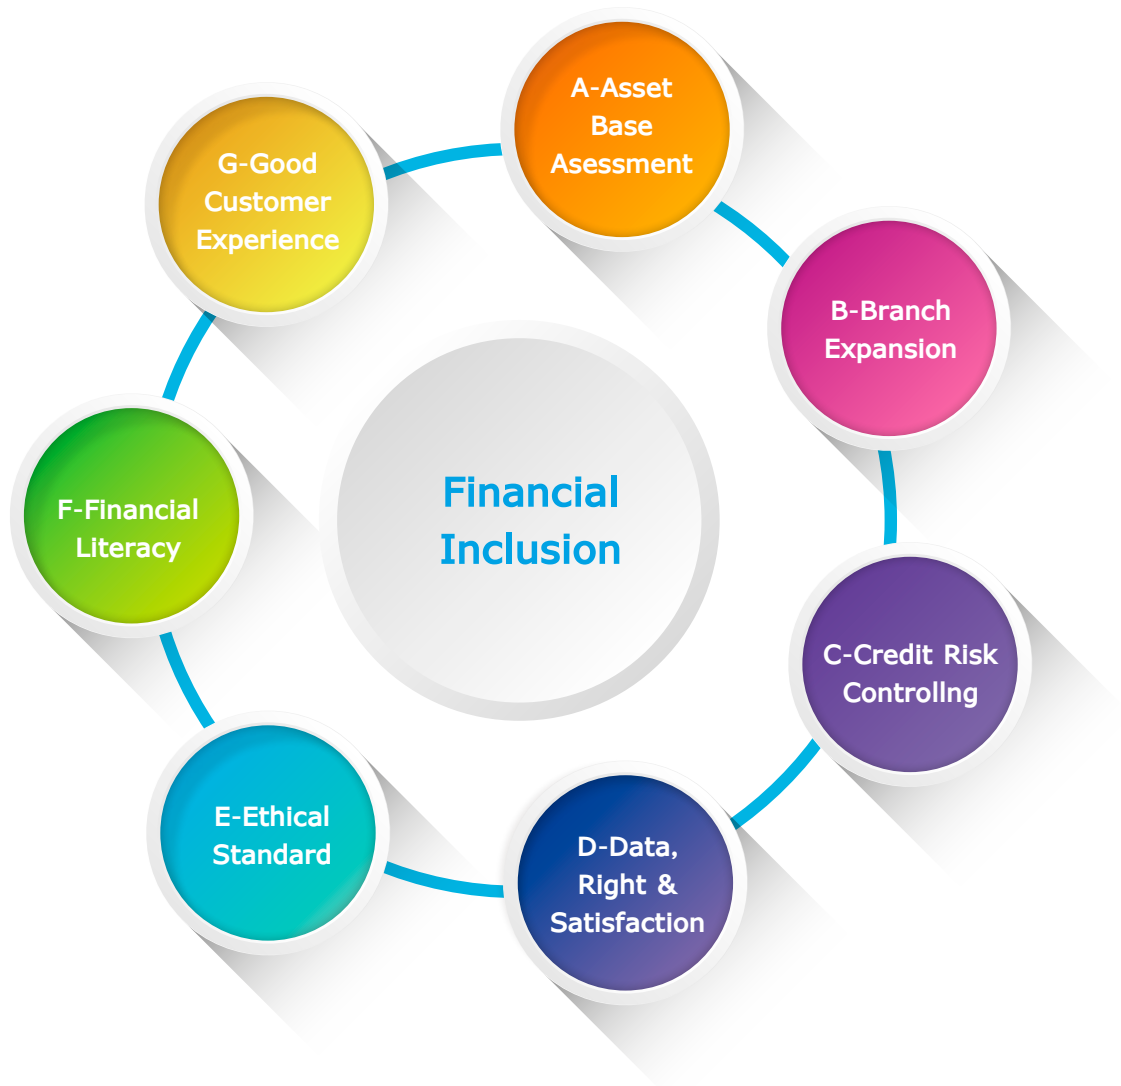 A-Asset
Base
Asessment
B-Branch
Expansion
C-Credit Risk
Controllng
D-Data,
Right &
Satisfaction
E-Ethical
Standard
F-Financial
Literacy
G-Good
Customer
Experience
Financial
Inclusion